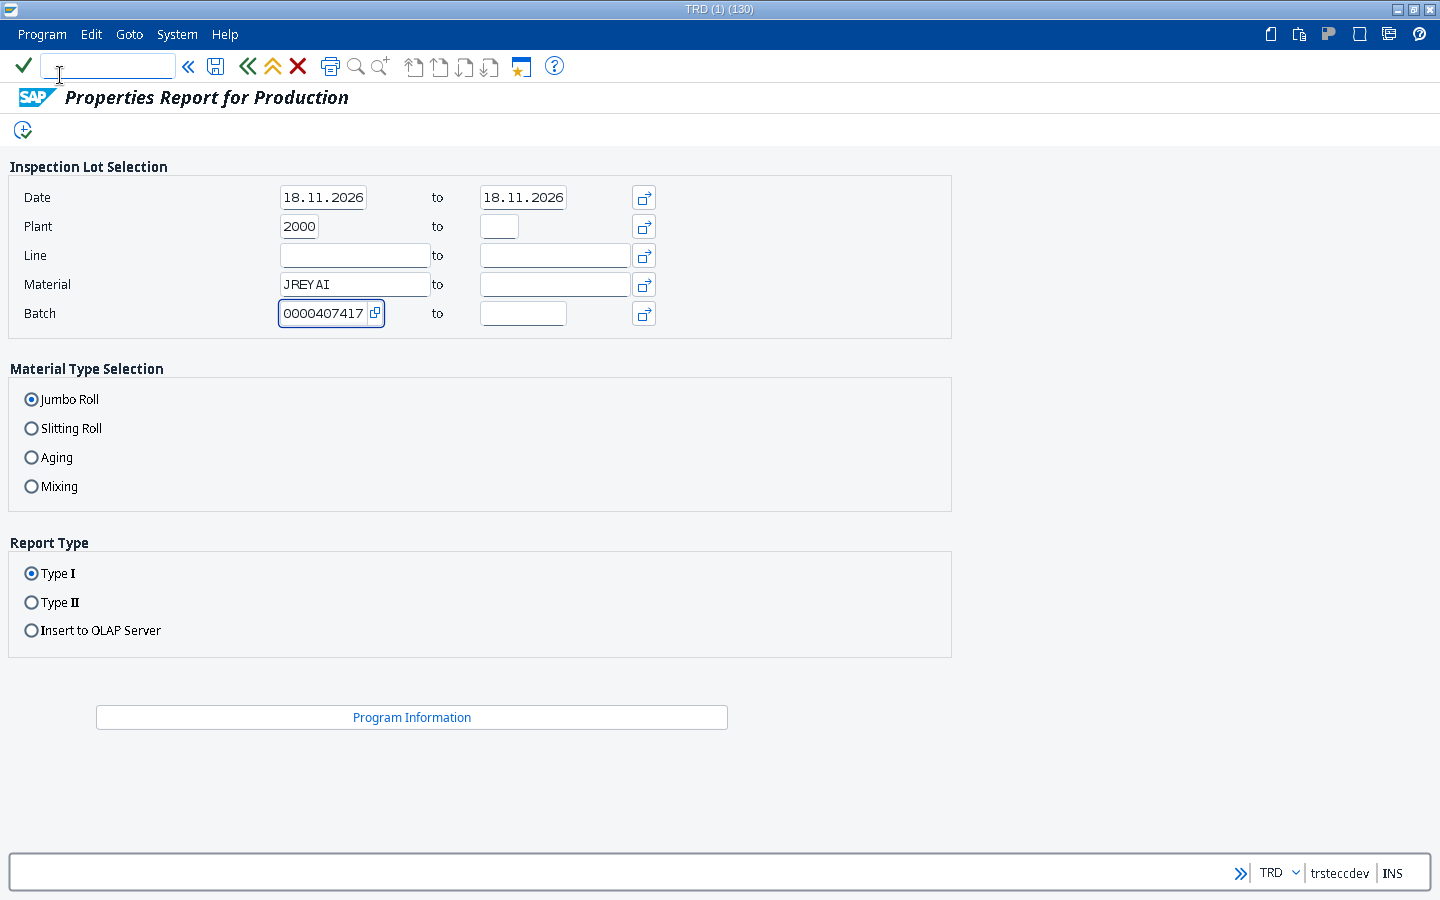 TRD (1) (130)
Program Edit Goto System Help
SAP Properties Report for Production
Inspection Lot Selection
Date 18.11.2026 to 18.11.2026
Plant 2000 to
Line to
Material JREYAI to
Batch 0000407417 to
Material Type Selection
Jumbo Roll
Slitting Roll
Aging
Mixing
Report Type
Type I
Type II
Insert to OLAP Server
Program Information
TRD trsteccdev INS